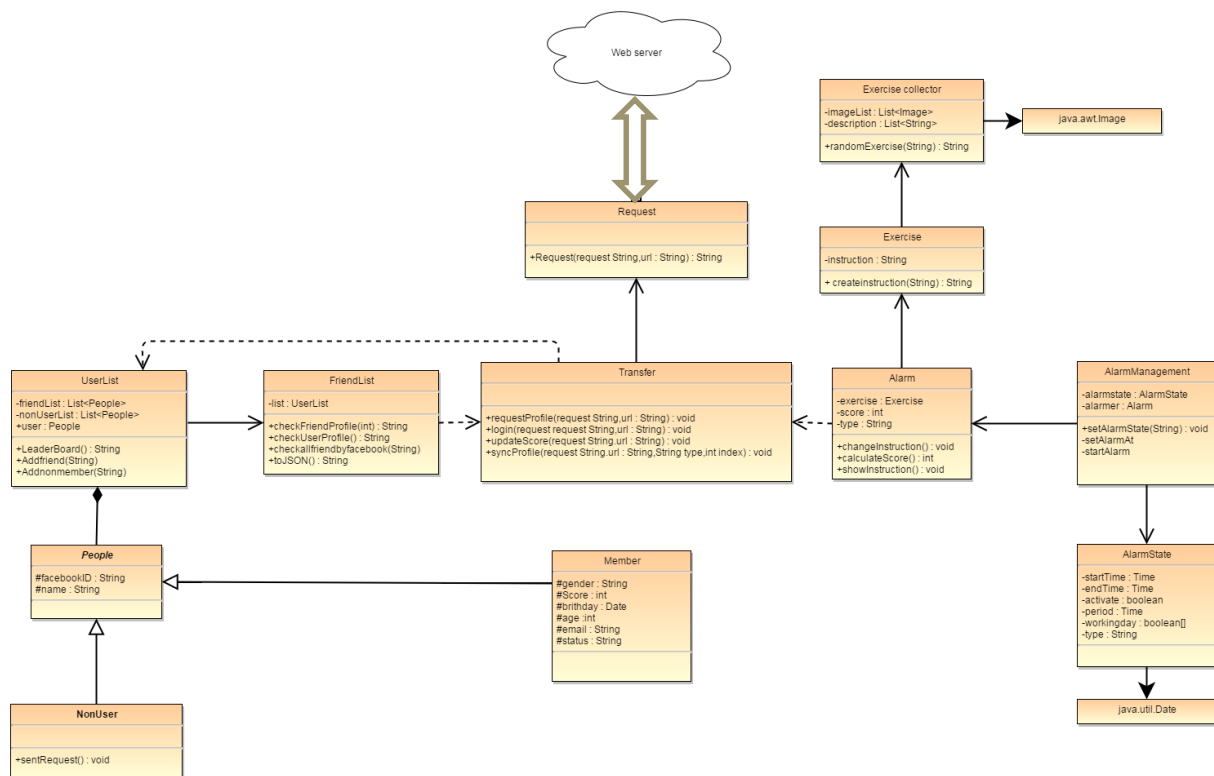 Web server
Exercise collector
-imageList : List<Image>
-description : List<String>
+randomExercise(String) : String
java.awt.Image
Request
+Request(request String,url : String) : String
Exercise
-instruction : String
+ createinstruction(String) : String
UserList
-friendList : List<People>
-nonUserList : List<People>
+user : People
+LeaderBoard() : String
+Addfriend(String)
+Addnonmember(String)
FriendList
-list : UserList
+checkFriendProfile(int) : String
+checkUserProfile() : String
+checkallfriendbyfacebook(String)
+toJSON() : String
Transfer
+requestProfile(request String,url : String) : void
+login(request request String,url : String) : void
+updateScore(request String.url : String) : void
+syncProfile(request String.url : String,String type,int index) : void
Alarm
-exercise : Exercise
-score : int
-type : String
+changeInstruction() : void
+calculateScore() : int
+showInstruction() : void
AlarmManagement
-alarmstate : AlarmState
-alarmer : Alarm
+setAlarmState(String) : void
-setAlarmAt
-startAlarm
People
#facebookID : String
#name : String
Member
#gender : String
#Score : int
#brithday : Date
#age :int
#email : String
#status : String
AlarmState
-startTime : Time
-endTime : Time
-activate : boolean
-period : Time
-workingday : boolean[]
-type : String
NonUser
+sentRequest() : void
java.util.Date